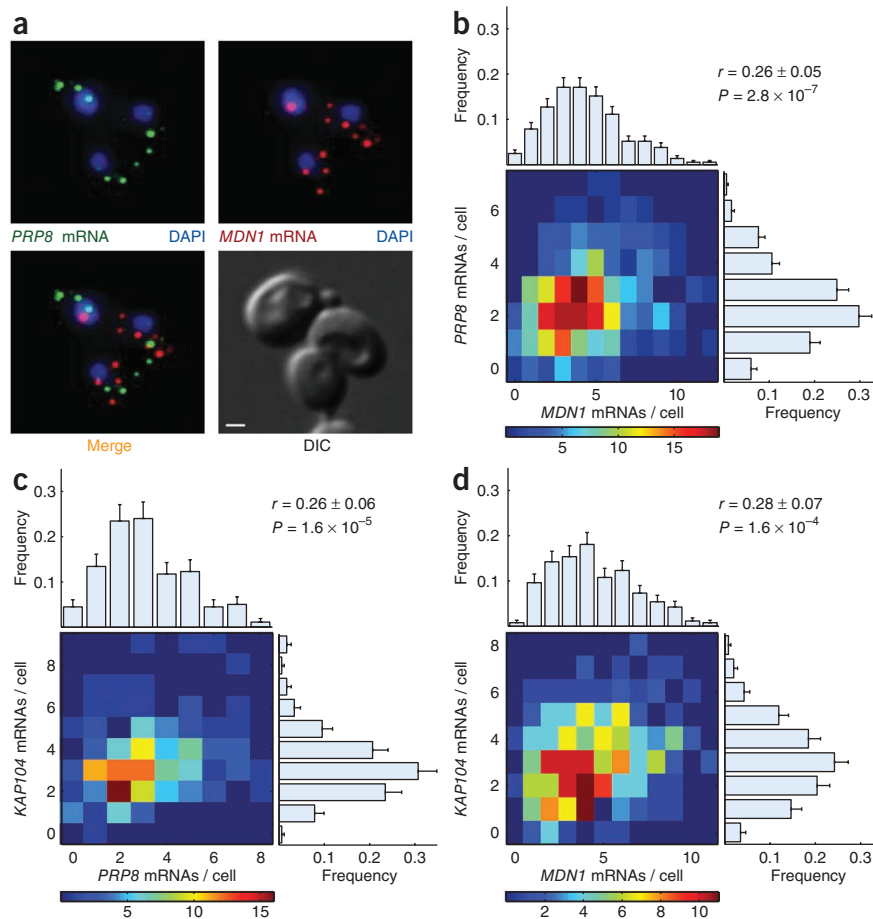 a
PRP8 mRNA DAPI MDN1 mRNA DAPI
Merge DIC
b
Frequency
0.3
0.2
0.1
r = 0.26 ± 0.05
P = 2.8 × 10⁻⁷
PRP8 mRNAs / cell
6
4
2
0
0 5 10
MDN1 mRNAs / cell
0.1 0.2 0.3
Frequency
5 10 15
c
Frequency
0.3
0.1
r = 0.26 ± 0.06
P = 1.6 × 10⁻⁵
KAP104 mRNAs / cell
8
6
4
2
0
0 2 4 6 8
PRP8 mRNAs / cell
0.1 0.2 0.3
Frequency
5 10 15
d
Frequency
0.3
0.1
r = 0.28 ± 0.07
P = 1.6 × 10⁻⁴
KAP104 mRNAs / cell
8
6
4
2
0
0 5 10
MDN1 mRNAs / cell
0.1 0.2 0.3
Frequency
2 4 6 8 10